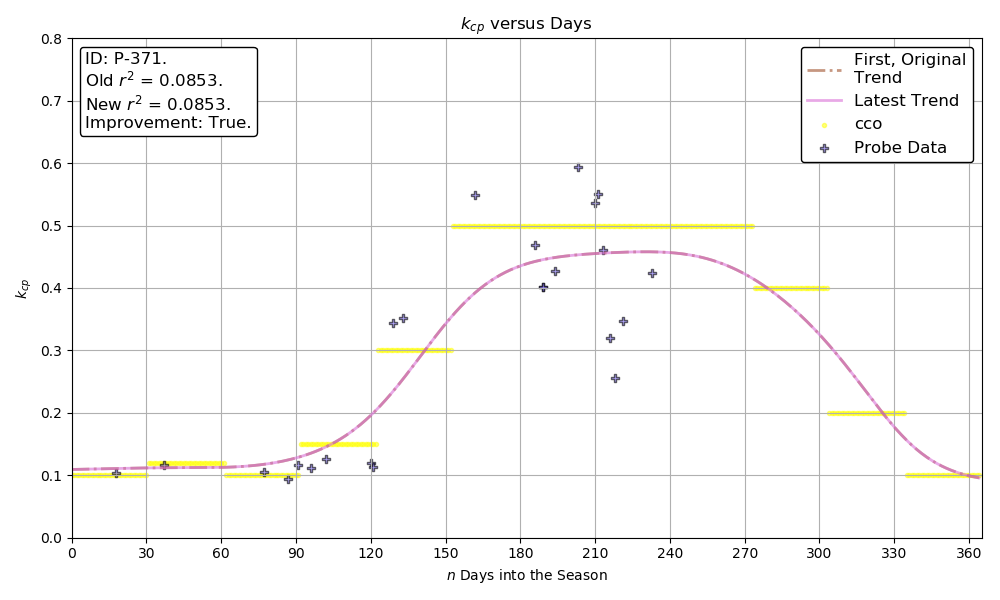 k_cp versus Days
ID: P-371.
Old r² = 0.0853.
New r² = 0.0853.
Improvement: True.
First, Original
Trend
Latest Trend
cco
Probe Data
k_cp
0.8
0.7
0.6
0.5
0.4
0.3
0.2
0.1
0.0
0 30 60 90 120 150 180 210 240 270 300 330 360
n Days into the Season